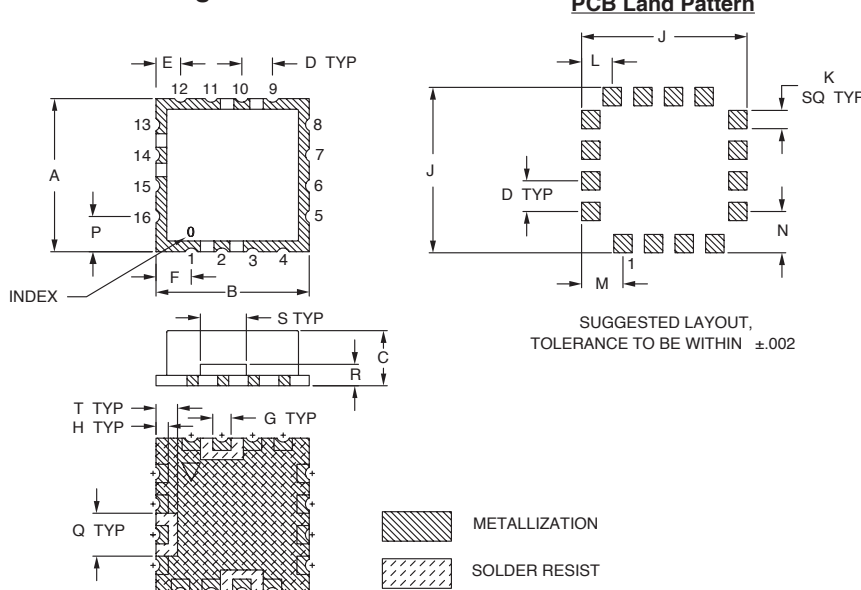 PCB Land Pattern
E
D TYP
12 11 10 9
13
14
15
16
8
7
6
5
A
P
0
1 2 3 4
F
B
INDEX
J
L
K
SQ TYP
J
D TYP
N
1
M
SUGGESTED LAYOUT,
TOLERANCE TO BE WITHIN ±.002
S TYP
C
R
T TYP
H TYP
G TYP
Q TYP
METALLIZATION
SOLDER RESIST